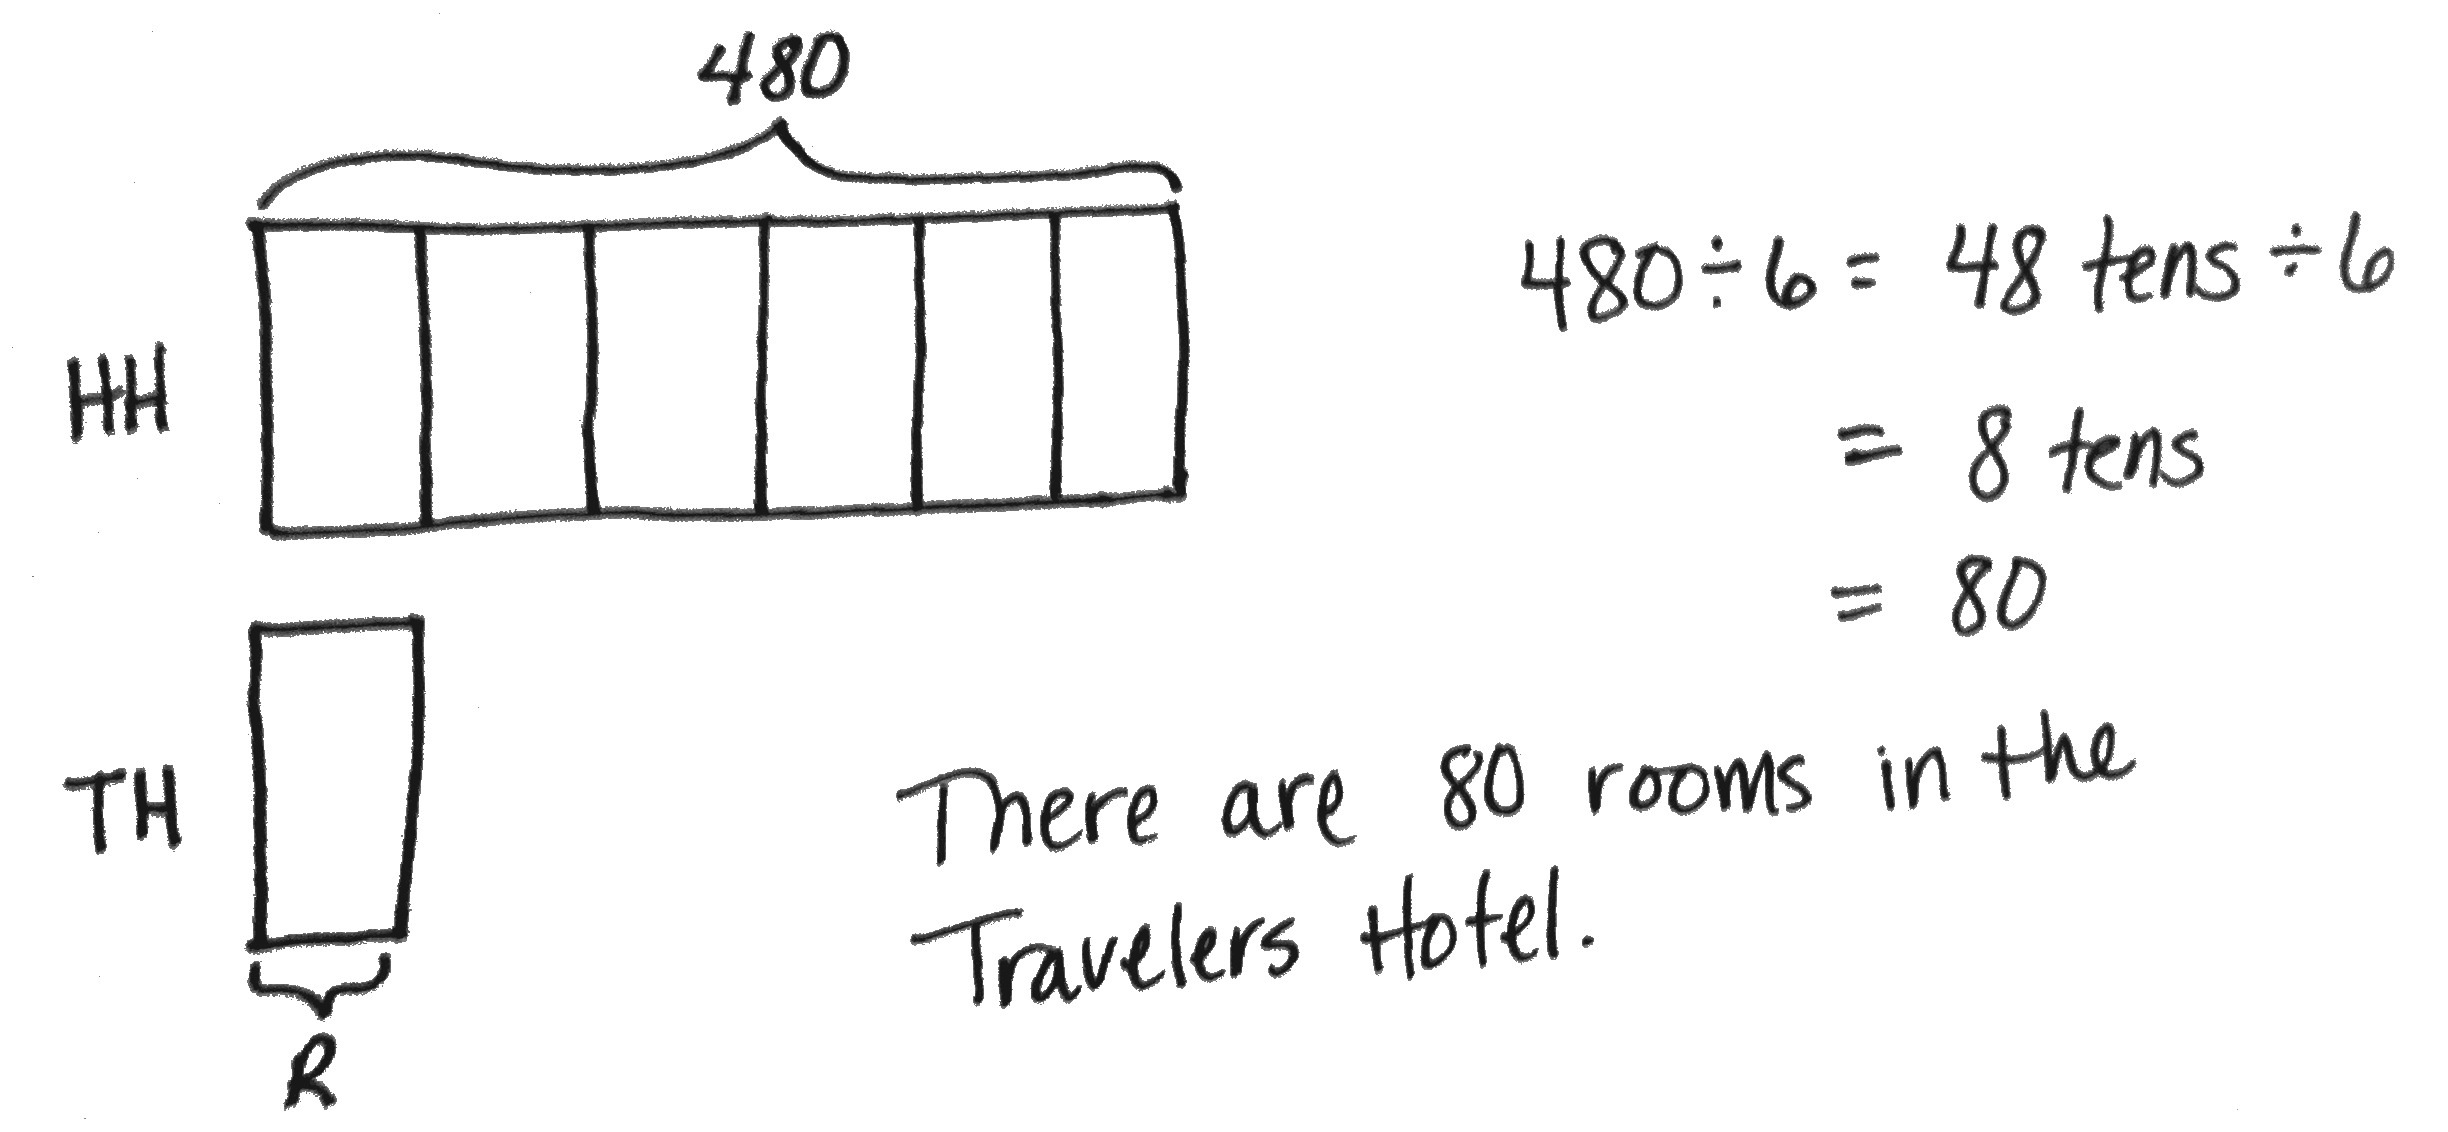 480
HH
480 ÷ 6 = 48 tens ÷ 6
= 8 tens
= 80
TH
R
There are 80 rooms in the
Travelers Hotel.